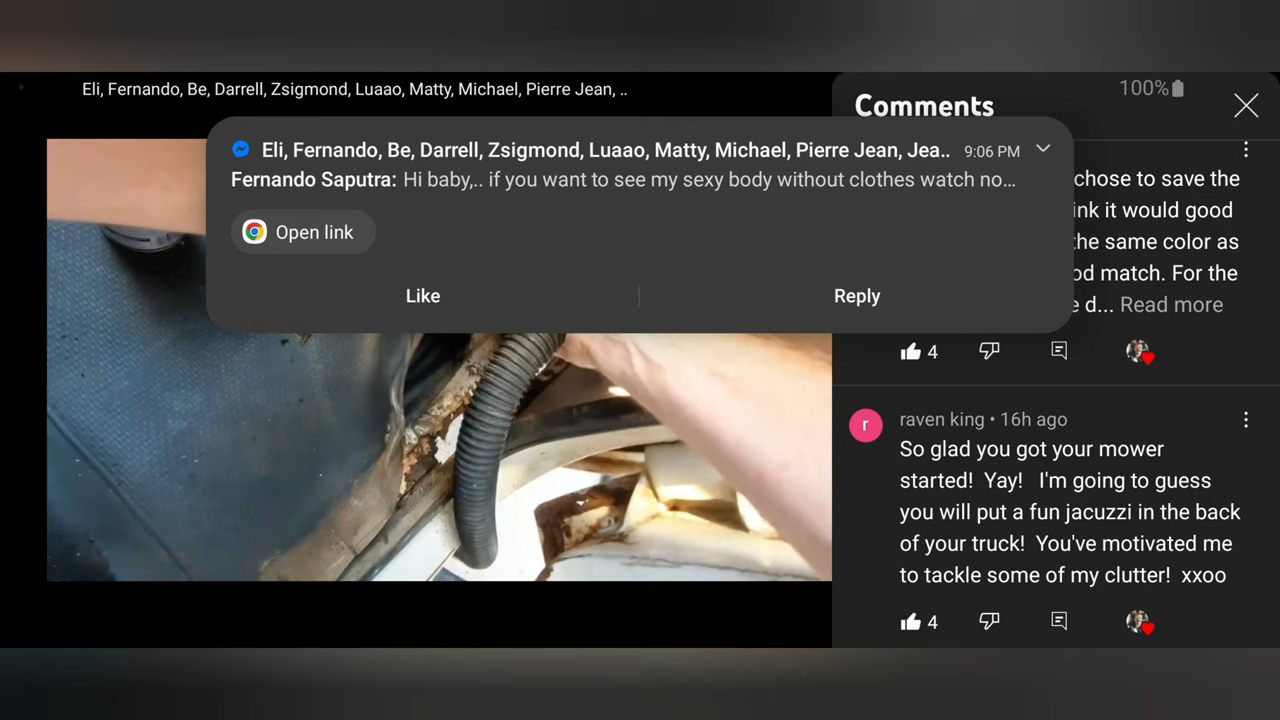 Eli, Fernando, Be, Darrell, Zsigmond, Luaao, Matty, Michael, Pierre Jean, ..
100%
Comments
Eli, Fernando, Be, Darrell, Zsigmond, Luaao, Matty, Michael, Pierre Jean, Jea.. 9:06 PM
Fernando Saputra: Hi baby,.. if you want to see my sexy body without clothes watch no...
Open link
Like
Reply
chose to save the
ink it would good
the same color as
od match. For the
e d... Read more
4
r
raven king • 16h ago
So glad you got your mower
started! Yay! I'm going to guess
you will put a fun jacuzzi in the back
of your truck! You've motivated me
to tackle some of my clutter! xxoo
4